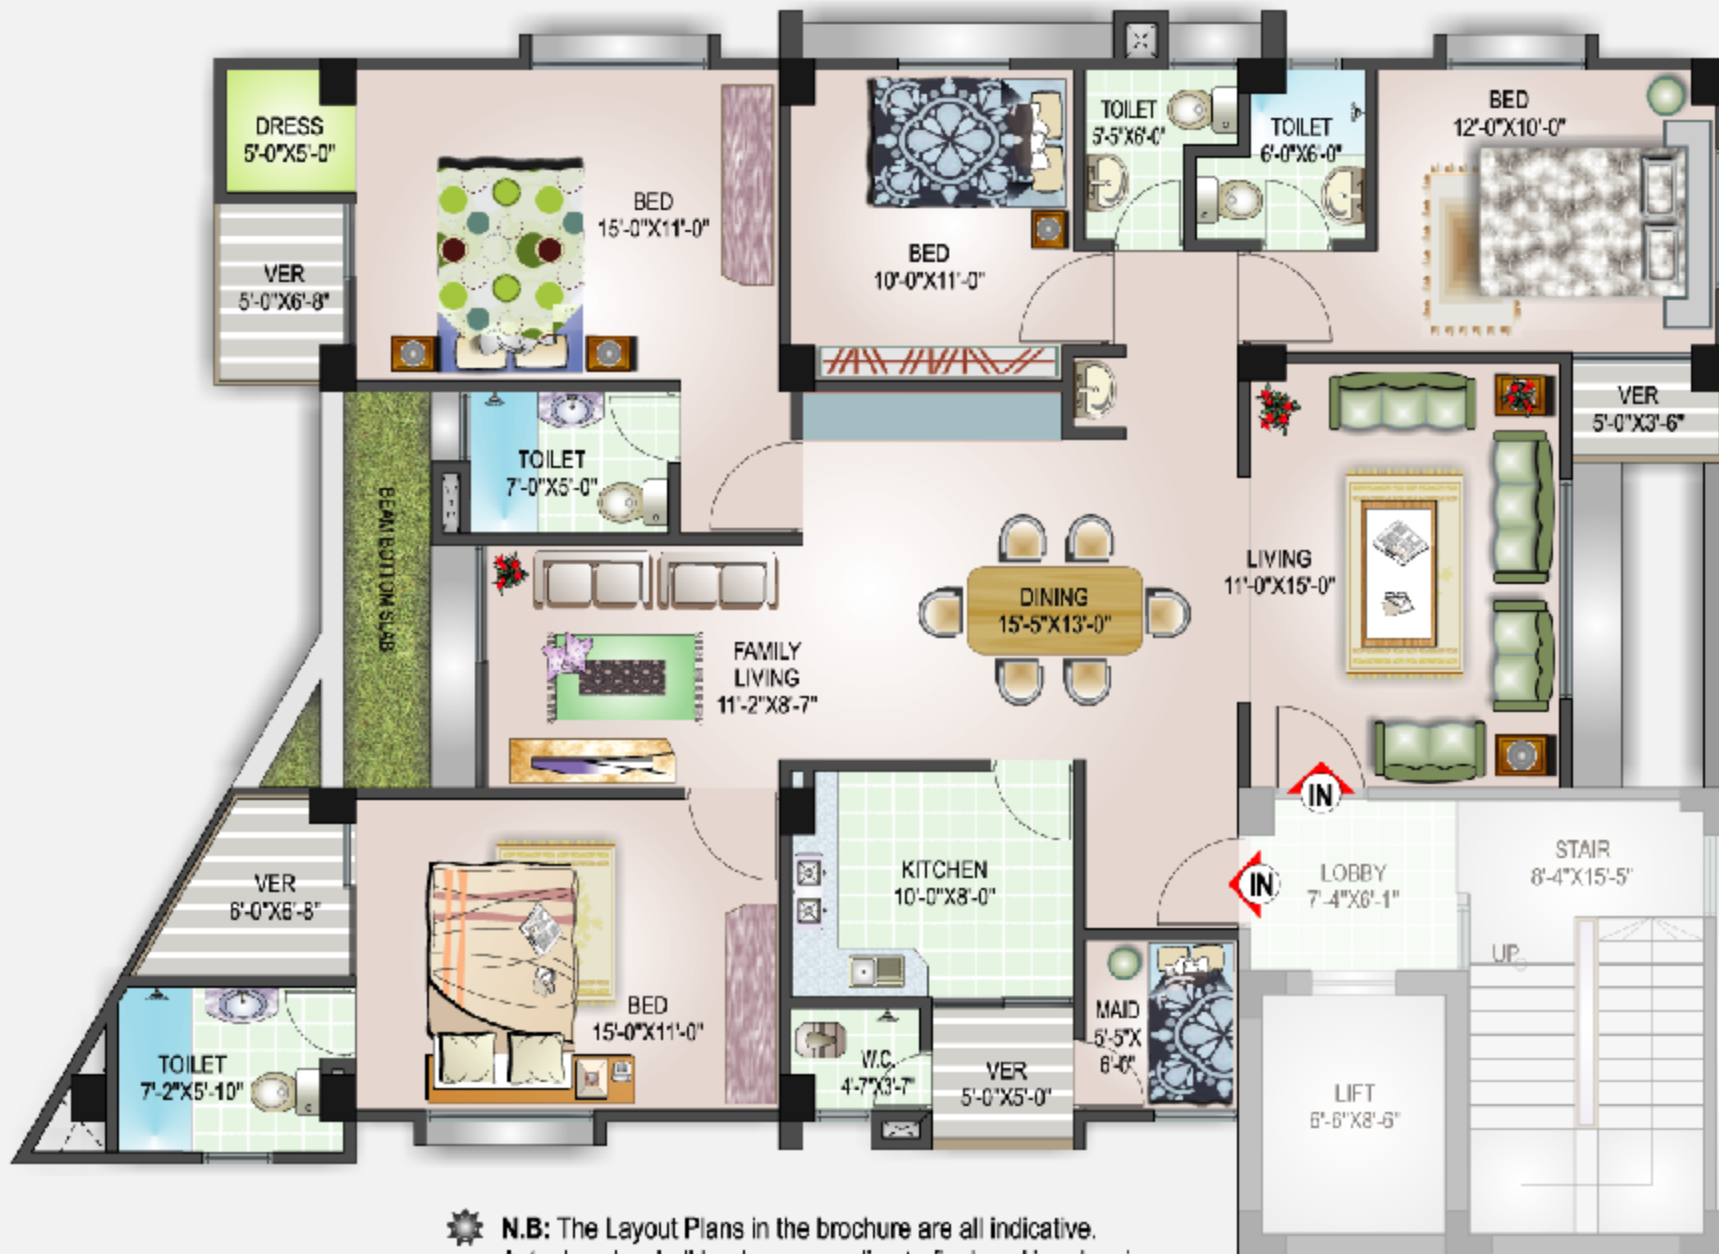 DRESS
5'-0"X5'-0"
BED
15'-0"X11'-0"
VER
5'-0"X6'-8"
BED
10'-0"X11'-0"
TOILET
5'-5"X6'-0"
TOILET
6'-0"X6'-0"
BED
12'-0"X10'-0"
VER
5'-0"X3'-6"
TOILET
7'-0"X5'-0"
BEAM BOTTOM SLAB
FAMILY
LIVING
11'-2"X8'-7"
DINING
15'-5"X13'-0"
LIVING
11'-0"X15'-0"
IN
IN
LOBBY
7'-4"X6'-1"
STAIR
8'-4"X15'-5"
UP
LIFT
6'-6"X8'-6"
VER
6'-0"X6'-8"
KITCHEN
10'-0"X8'-0"
BED
15'-0"X11'-0"
TOILET
7'-2"X5'-10"
W.C.
4'-7"X3'-7"
VER
5'-0"X5'-0"
MAID
5'-5"X
6'-0"
N.B: The Layout Plans in the brochure are all indicative.